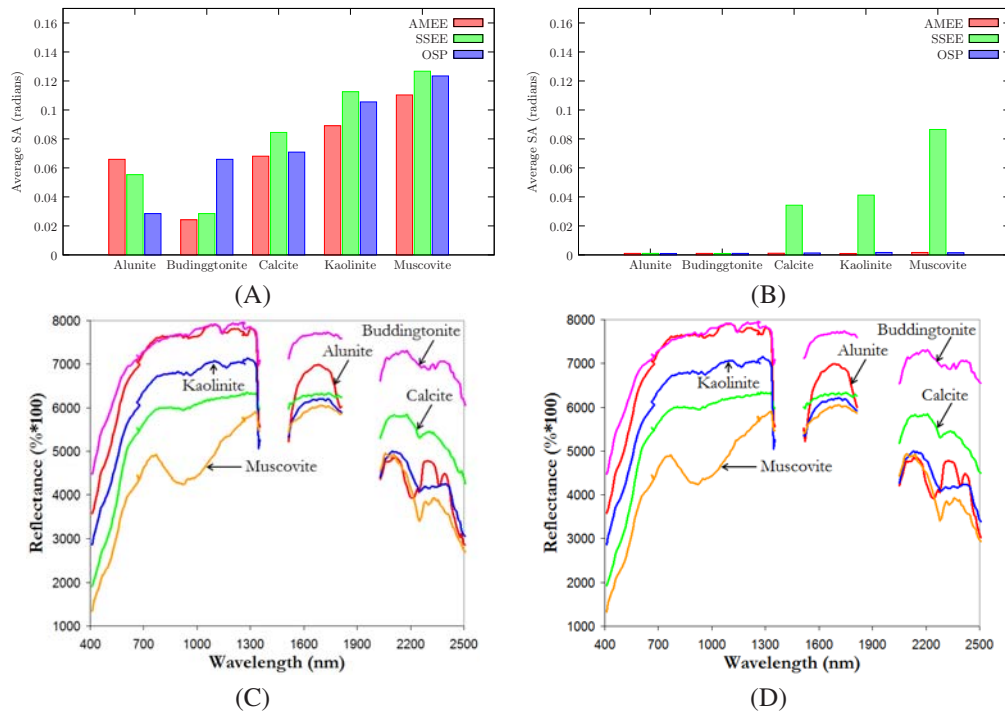 AMEE
SSEE
OSP
Average SA (radians)
0.16
0.14
0.12
0.1
0.08
0.06
0.04
0.02
0
Alunite Budinggtonite Calcite Kaolinite Muscovite
(A)
AMEE
SSEE
OSP
Average SA (radians)
0.16
0.14
0.12
0.1
0.08
0.06
0.04
0.02
0
Alunite Budinggtonite Calcite Kaolinite Muscovite
(B)
Reflectance (%*100)
8000
7000
6000
5000
4000
3000
2000
1000
Buddingtonite
Alunite
Kaolinite
Calcite
Muscovite
400 700 1000 1300 1600 1900 2200 2500
Wavelength (nm)
(C)
Reflectance (%*100)
8000
7000
6000
5000
4000
3000
2000
1000
Buddingtonite
Alunite
Kaolinite
Calcite
Muscovite
400 700 1000 1300 1600 1900 2200 2500
Wavelength (nm)
(D)